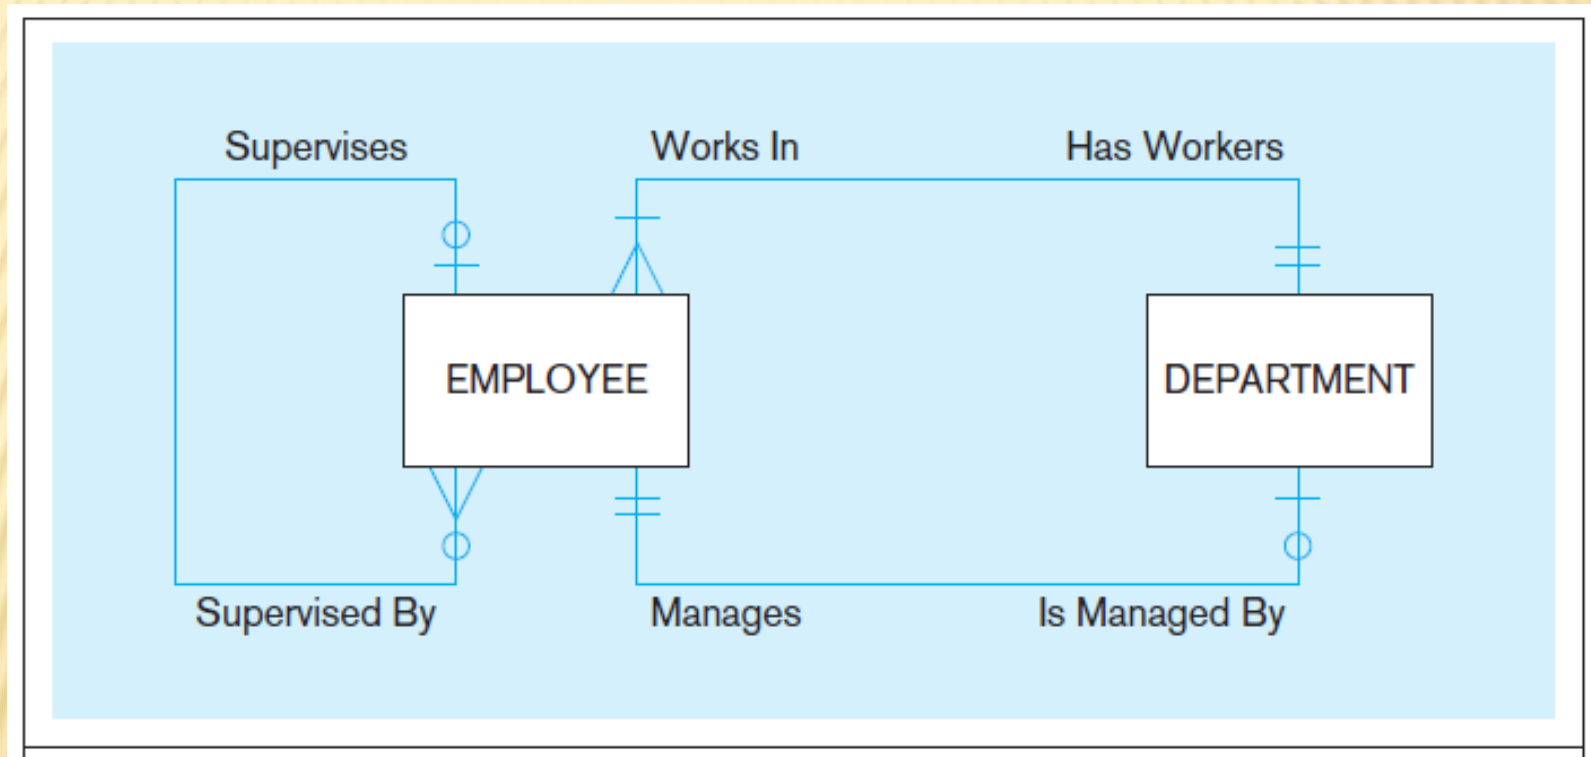 Supervises Works In Has Workers
EMPLOYEE DEPARTMENT
Supervised By Manages Is Managed By